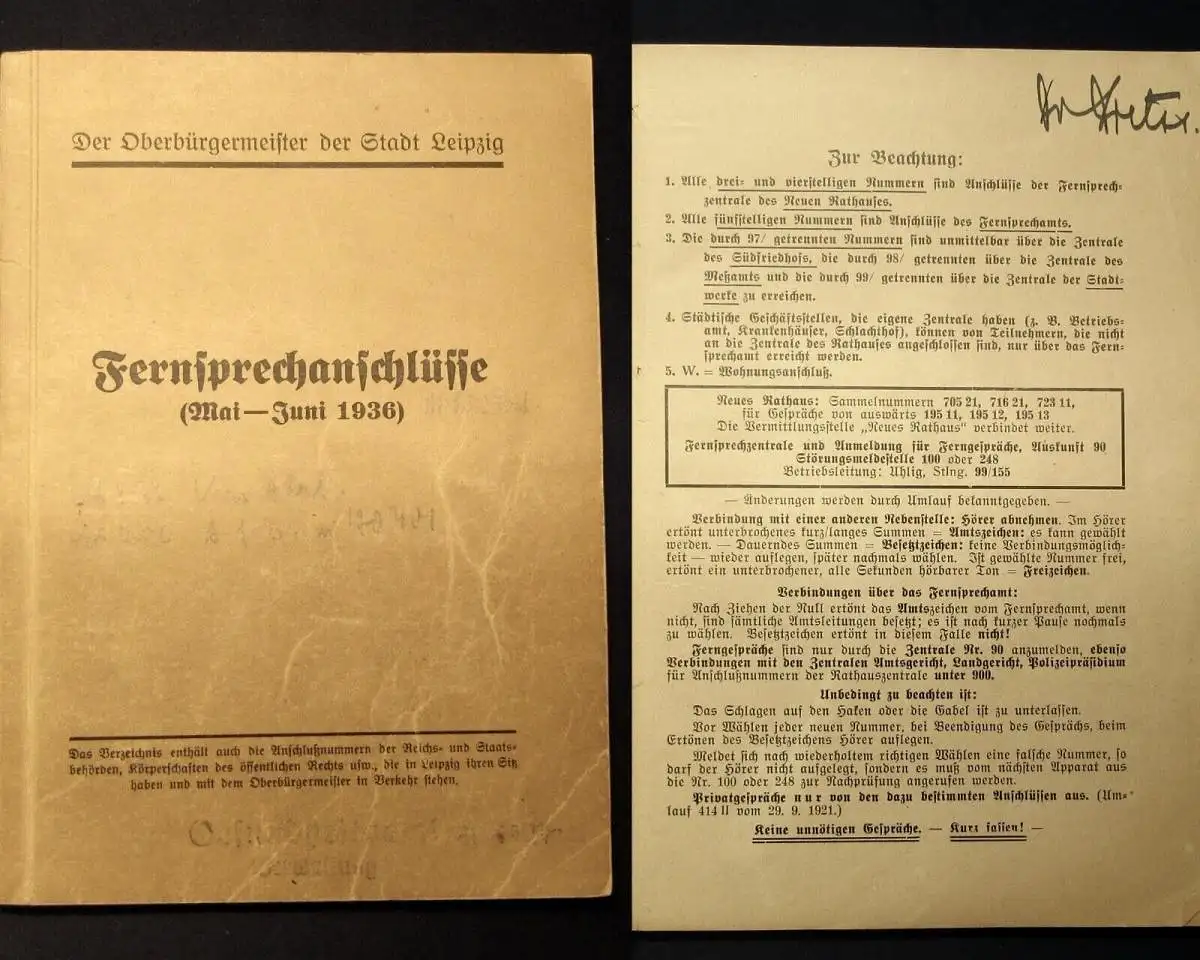 Der Oberbürgermeister der Stadt Leipzig
Fernsprechanschlüsse
(Mai—Juni 1936)
Das Verzeichnis enthält auch die Anschlußnummern der Reichs- und Staats-
behörden, Körperschaften des öffentlichen Rechts usw., die in Leipzig ihren Sitz
haben und mit dem Oberbürgermeister in Verkehr stehen.
Zur Beachtung:
1. Alle drei- und vierstelligen Nummern sind Anschlüsse der Fernsprech-
zentrale des Neuen Rathauses.
2. Alle fünfstelligen Nummern sind Anschlüsse des Fernsprechamts.
3. Die durch 97/ getrennten Nummern sind unmittelbar über die Zentrale
des Südfriedhofs, die durch 98/ getrennten über die Zentrale des
Meßamts und die durch 99/ getrennten über die Zentrale der Stadt-
werke zu erreichen.
4. Städtische Geschäftsstellen, die eigene Zentrale haben (z. B. Betriebs-
amt, Krankenhäuser, Schlachthof), können von Teilnehmern, die nicht
an die Zentrale des Rathauses angeschlossen sind, nur über das Fern-
sprechamt erreicht werden.
5. W. = Wohnungsanschluß.
Neues Rathaus: Sammelnummern 705 21, 716 21, 723 11,
für Gespräche von auswärts 195 11, 195 12, 195 13
Die Vermittlungsstelle „Neues Rathaus" verbindet weiter.
Fernsprechzentrale und Anmeldung für Ferngespräche, Auskunft 90
Störungsmeldestelle 100 oder 248
Betriebsleitung: Uhlig, Stlng. 99/155
— Änderungen werden durch Umlauf bekanntgegeben. —
Verbindung mit einer anderen Nebenstelle: Hörer abnehmen. Im Hörer
ertönt unterbrochenes kurz/langes Summen = Amtszeichen: es kann gewählt
werden. — Dauerndes Summen = Besetztzeichen: keine Verbindungsmöglich-
keit — wieder auflegen, später nochmals wählen. Ist gewählte Nummer frei,
ertönt ein unterbrochener, alle Sekunden hörbarer Ton = Freizeichen.
Verbindungen über das Fernsprechamt:
Nach Ziehen der Null ertönt das Amtszeichen vom Fernsprechamt, wenn
nicht, sind sämtliche Amtsleitungen besetzt; es ist nach kurzer Pause nochmals
zu wählen. Besetztzeichen ertönt in diesem Falle nicht!
Ferngespräche sind nur durch die Zentrale Nr. 90 anzumelden, ebenso
Verbindungen mit den Zentralen Amtsgericht, Landgericht, Polizeipräsidium
für Anschlußnummern der Rathauszentrale unter 900.
Unbedingt zu beachten ist:
Das Schlagen auf den Haken oder die Gabel ist zu unterlassen.
Vor Wählen jeder neuen Nummer, bei Beendigung des Gesprächs, beim
Ertönen des Besetztzeichens Hörer auflegen.
Meldet sich nach wiederholtem richtigen Wählen eine falsche Nummer, so
darf der Hörer nicht aufgelegt, sondern es muß vom nächsten Apparat aus
die Nr. 100 oder 248 zur Nachprüfung angerufen werden.
Privatgespräche nur von den dazu bestimmten Anschlüssen aus. (Um-
lauf 414 II vom 29. 9. 1921.)
Keine unnötigen Gespräche. — Kurz fassen! —